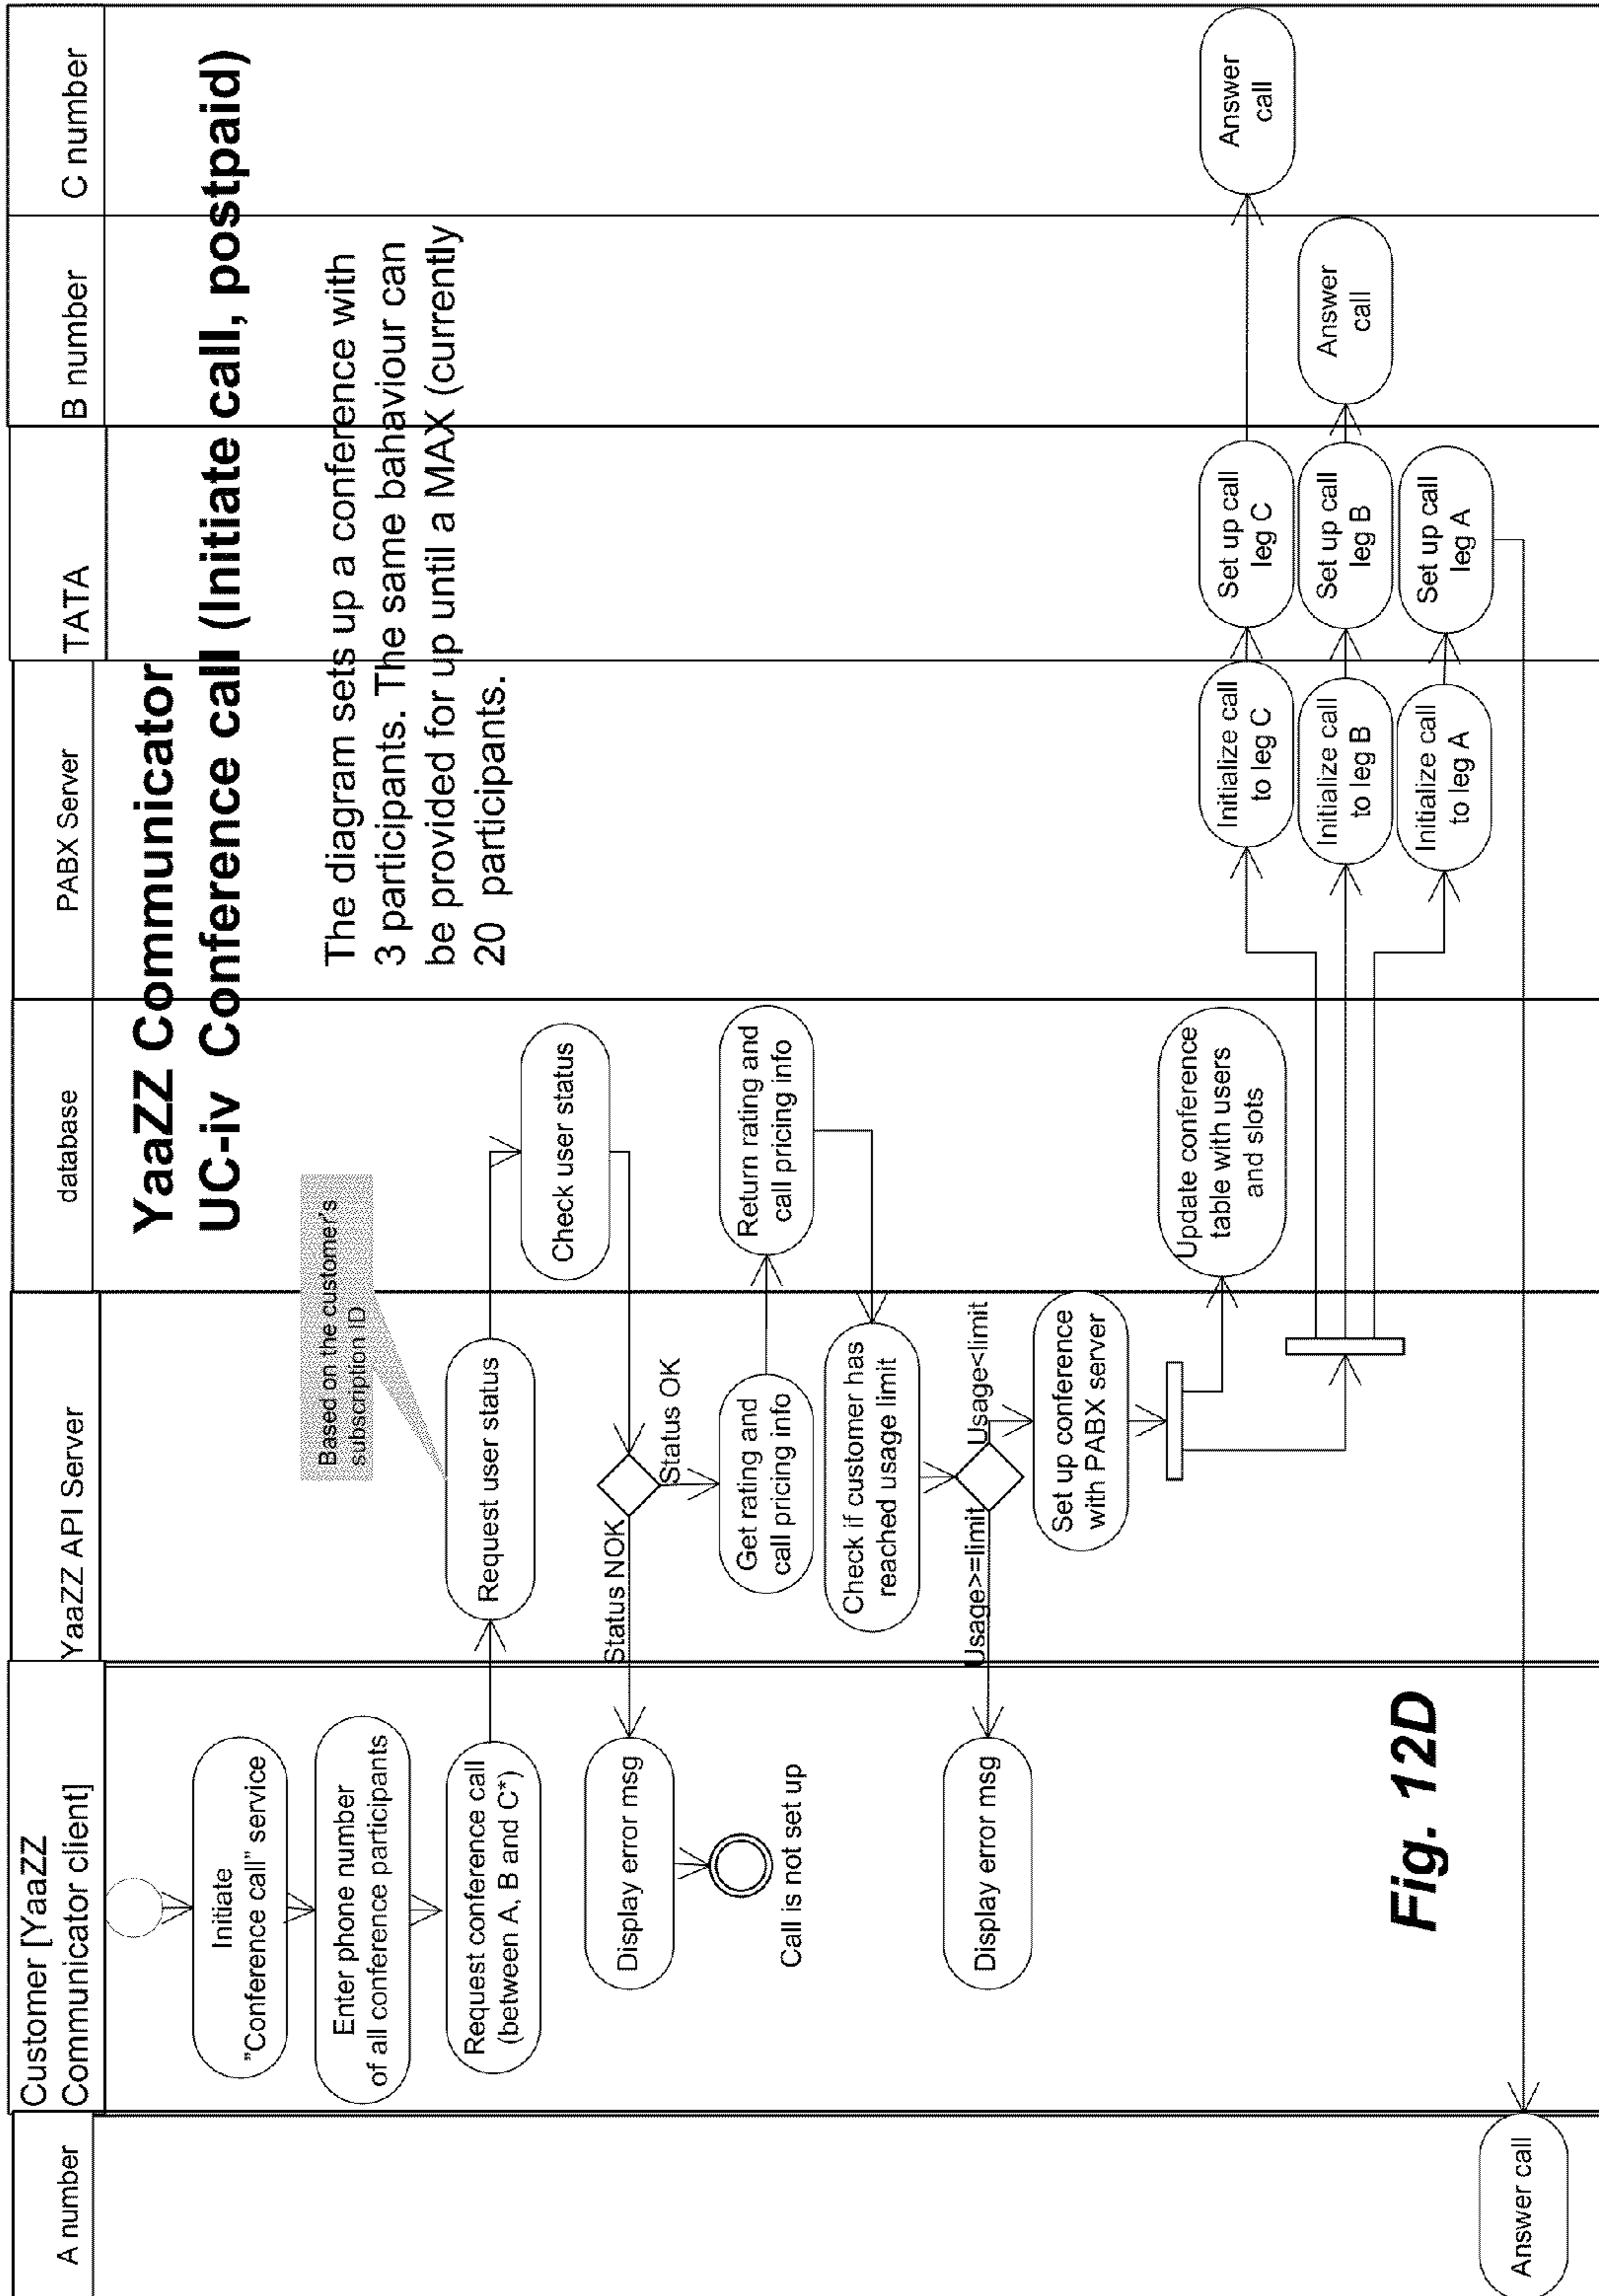 A number
Customer [YaaZZ
Communicator client]
YaaZZ API Server
database
PABX Server
TATA
B number
C number
YaaZZ Communicator
UC-iv Conference call (Initiate call, postpaid)
The diagram sets up a conference with
3 participants. The same bahaviour can
be provided for up until a MAX (currently
20 participants.
Initiate
"Conference call" service
Enter phone number
of all conference participants
Request conference call
(between A, B and C*)
Based on the customer's
subscription ID
Request user status
Check user status
Status NOK
Status OK
Display error msg
Call is not set up
Get rating and
call pricing info
Return rating and
call pricing info
Check if customer has
reached usage limit
Usage>=limit
Usage<limit
Display error msg
Set up conference
with PABX server
Update conference
table with users
and slots
Initialize call
to leg C
Set up call
leg C
Answer
call
Initialize call
to leg B
Set up call
leg B
Answer
call
Initialize call
to leg A
Set up call
leg A
Answer call
Fig. 12D